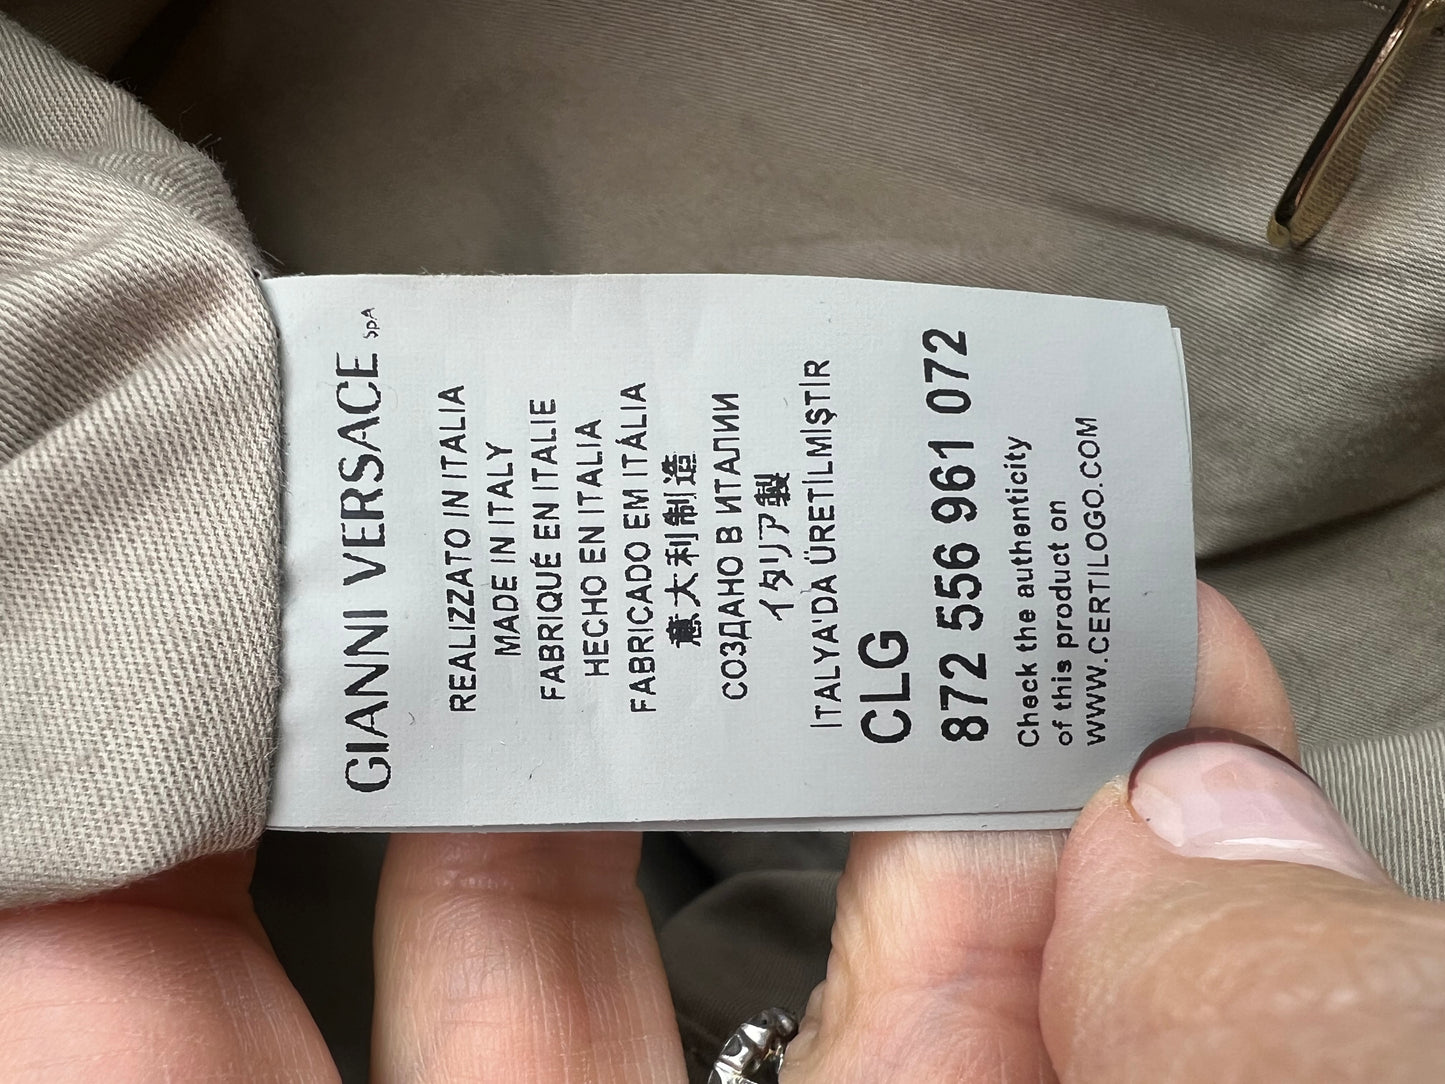 GIANNI VERSACE SpA
REALIZZATO IN ITALIA
MADE IN ITALY
FABRIQUÉ EN ITALIE
HECHO EN ITALIA
FABRICADO EM ITÁLIA
意大利制造
СОЗДАНО В ИТАЛИИ
イタリア製
İTALYA'DA ÜRETİLMİŞTİR
CLG
872 556 961 072
Check the authenticity
of this product on
WWW.CERTILOGO.COM